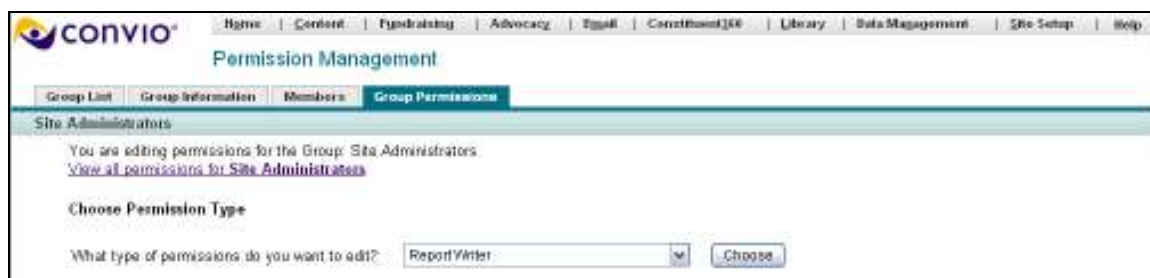 CONVIO
Home | Content | Fundraising | Advocacy | Email | Constituent360 | Library | Data Management | Site Setup | Help
Permission Management
Group List Group Information Members Group Permissions
Site Administrators
You are editing permissions for the Group: Site Administrators
View all permissions for Site Administrators
Choose Permission Type
What type of permissions do you want to edit? Report Writer Choose